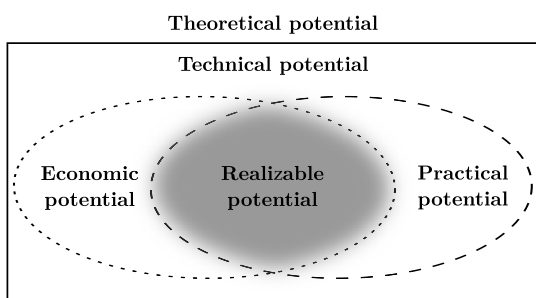 Theoretical potential
Technical potential
Economic
potential
Realizable
potential
Practical
potential